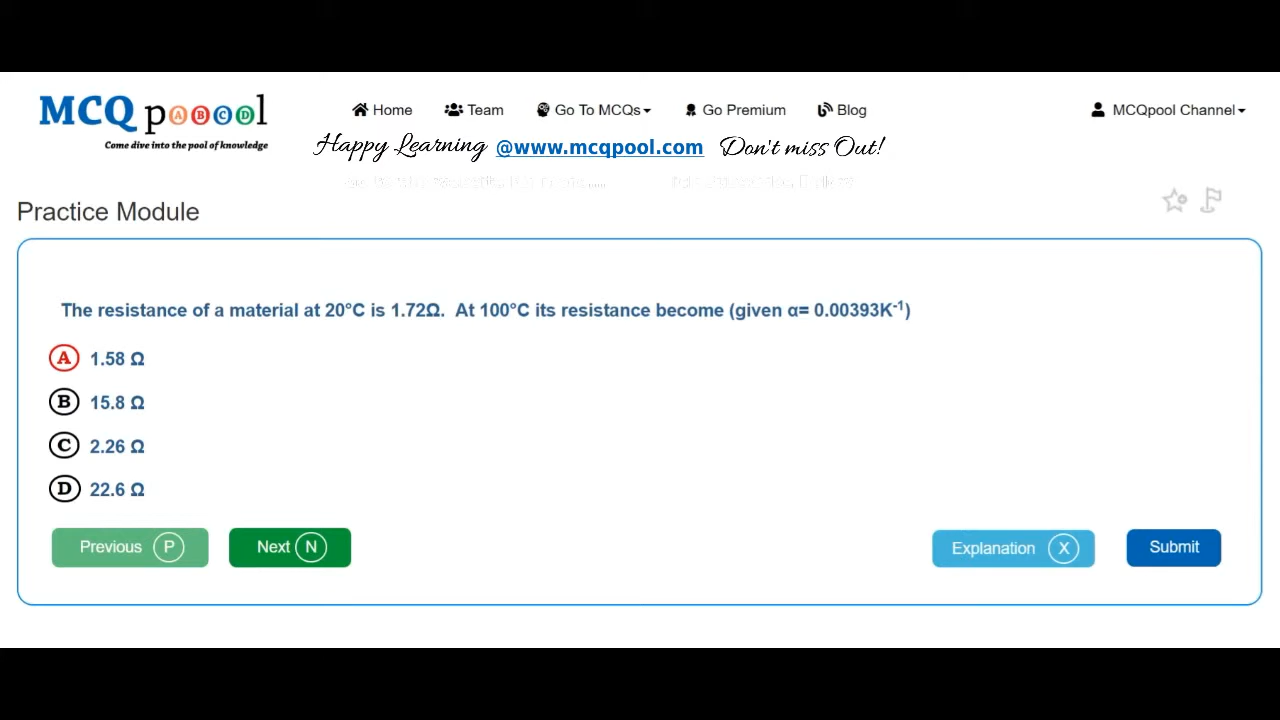 MCQ pABCDl
Come dive into the pool of knowledge
Home Team Go To MCQs Go Premium Blog MCQpool Channel
Happy Learning @www.mcqpool.com Don't miss Out!
Practice Module
The resistance of a material at 20°C is 1.72Ω. At 100°C its resistance become (given α= 0.00393K⁻¹)
A 1.58 Ω
B 15.8 Ω
C 2.26 Ω
D 22.6 Ω
Previous P Next N Explanation X Submit